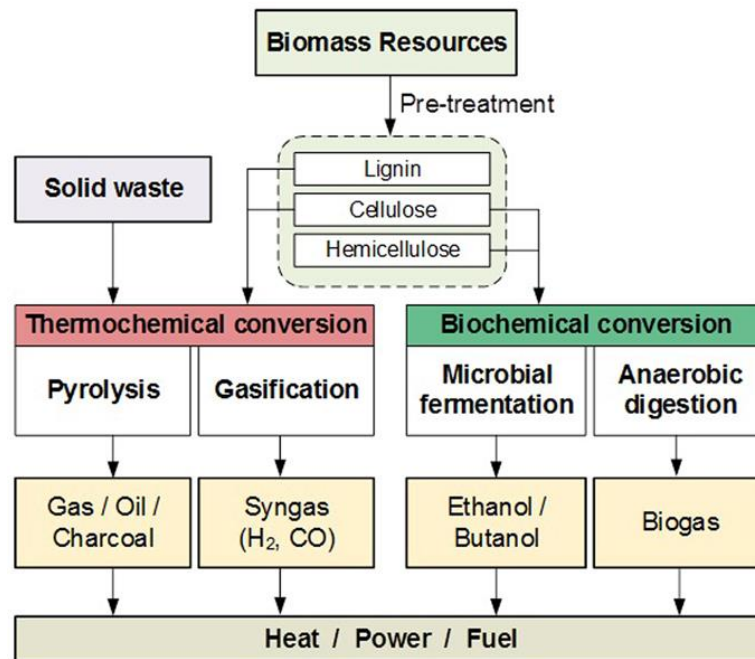 Biomass Resources
Pre-treatment
Solid waste
Lignin
Cellulose
Hemicellulose
Thermochemical conversion
Pyrolysis
Gasification
Biochemical conversion
Microbial
fermentation
Anaerobic
digestion
Gas / Oil /
Charcoal
Syngas
(H₂, CO)
Ethanol /
Butanol
Biogas
Heat / Power / Fuel